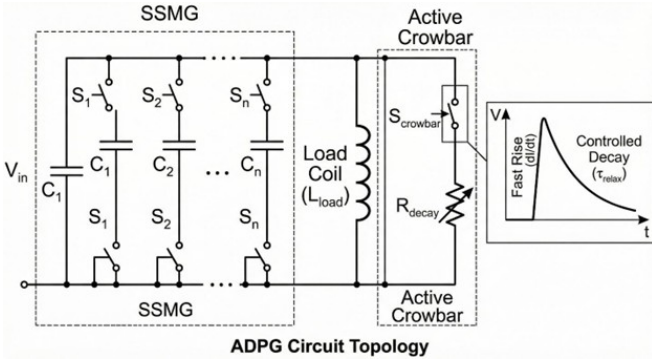 SSMG
Active
Crowbar
S1
S2
Sn
Scrowbar
V
Fast Rise
(dI/dt)
Controlled
Decay
(τrelax)
t
Vin
C1
C1
C2
Cn
Load
Coil
(Lload)
Rdecay
S1
S2
Sn
SSMG
Active
Crowbar
ADPG Circuit Topology